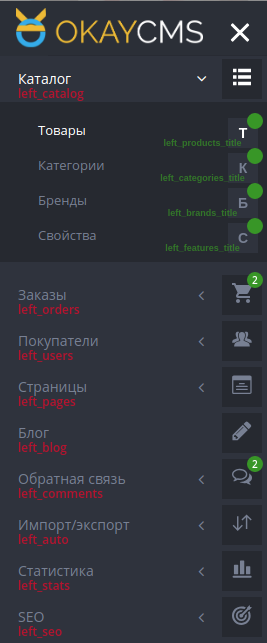 OKAYCMS
Каталог
left_catalog
Товары
Т
left_products_title
Категории
К
left_categories_title
Бренды
Б
left_brands_title
Свойства
С
left_features_title
Заказы
2
left_orders
Покупатели
left_users
Страницы
left_pages
Блог
left_blog
Обратная связь
2
left_comments
Импорт/экспорт
left_auto
Статистика
left_stats
SEO
left_seo